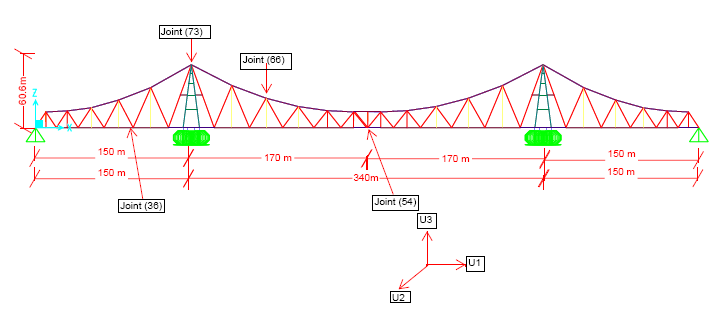 Joint (73)
Joint (66)
60.6m
Z
X
150 m
170 m
170 m
150 m
150 m
340m
150 m
Joint (36)
Joint (54)
U3
U1
U2